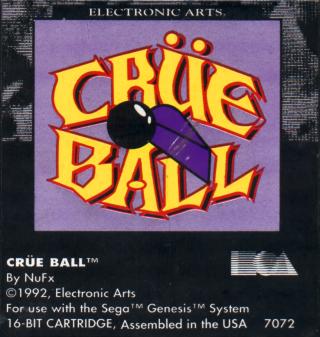 ELECTRONIC ARTS®
CRÜE
BALL
CRÜE BALL™
By NuFx
©1992, Electronic Arts
For use with the Sega™ Genesis™ System
16-BIT CARTRIDGE, Assembled in the USA 7072
EA